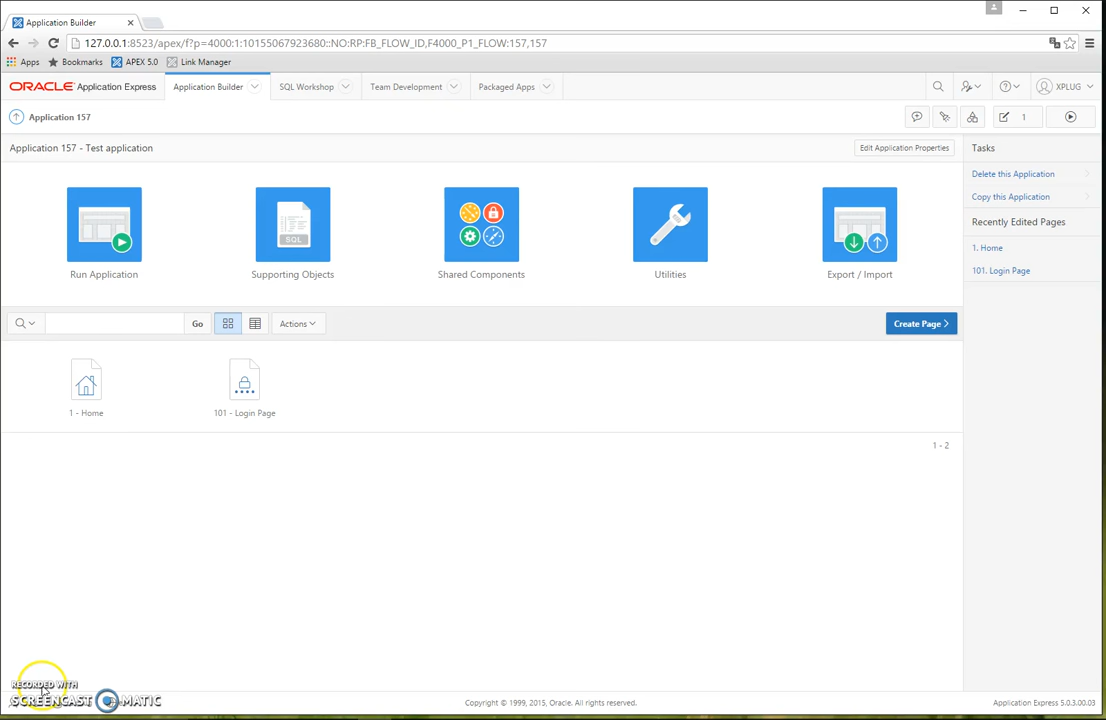 Application Builder
127.0.0.1:8523/apex/f?p=4000:1:10155067923680::NO:RP:FB_FLOW_ID,F4000_P1_FLOW:157,157
Apps Bookmarks APEX 5.0 Link Manager
ORACLE Application Express Application Builder SQL Workshop Team Development Packaged Apps XPLUG
Application 157 1
Application 157 - Test application Edit Application Properties Tasks
Delete this Application
Copy this Application
Recently Edited Pages
1. Home
101. Login Page
SQL
Run Application Supporting Objects Shared Components Utilities Export / Import
Go Actions Create Page
1 - Home 101 - Login Page
1 - 2
RECORDED WITH
SCREENCAST MATIC
Copyright © 1999, 2015, Oracle. All rights reserved. Application Express 5.0.3.00.03